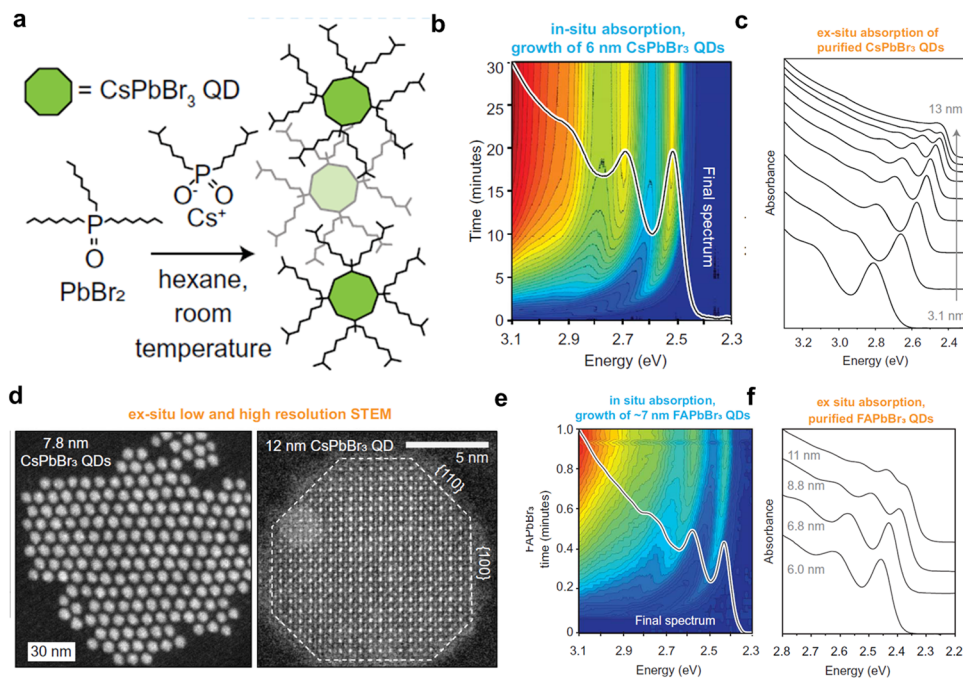 a
= CsPbBr₃ QD
P
O
O
Cs⁺
P
O
PbBr₂
hexane,
room
temperature
b
in-situ absorption,
growth of 6 nm CsPbBr₃ QDs
Time (minutes)
30
25
20
15
10
5
0
Final spectrum
3.1
2.9
2.7
2.5
2.3
Energy (eV)
c
ex-situ absorption of
purified CsPbBr₃ QDs
Absorbance
13 nm
3.1 nm
3.2
3.0
2.8
2.6
2.4
Energy (eV)
d
ex-situ low and high resolution STEM
7.8 nm
CsPbBr₃ QDs
30 nm
12 nm CsPbBr₃ QD
5 nm
{110}
{100}
e
in situ absorption,
growth of ~7 nm FAPbBr₃ QDs
FAPbBr₃
time (minutes)
1.0
0.8
0.6
0.4
0.2
0
Final spectrum
3.1
2.9
2.7
2.5
2.3
Energy (eV)
f
ex situ absorption,
purified FAPbBr₃ QDs
Absorbance
11 nm
8.8 nm
6.8 nm
6.0 nm
2.8
2.7
2.6
2.5
2.4
2.3
2.2
Energy (eV)